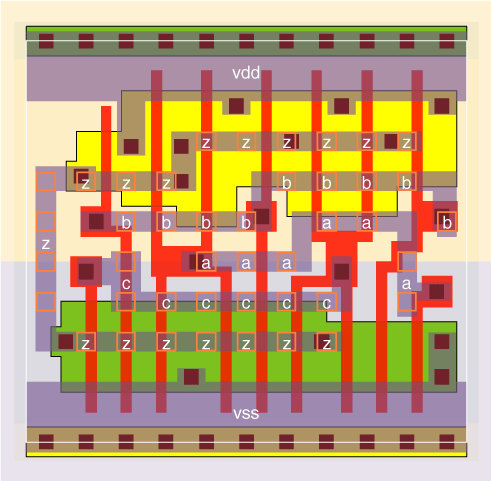 vdd
z z z z z z
z z z b b b b
b b b b a a b
z
a a a
c a
c c c c c
z z z z z z z
vss